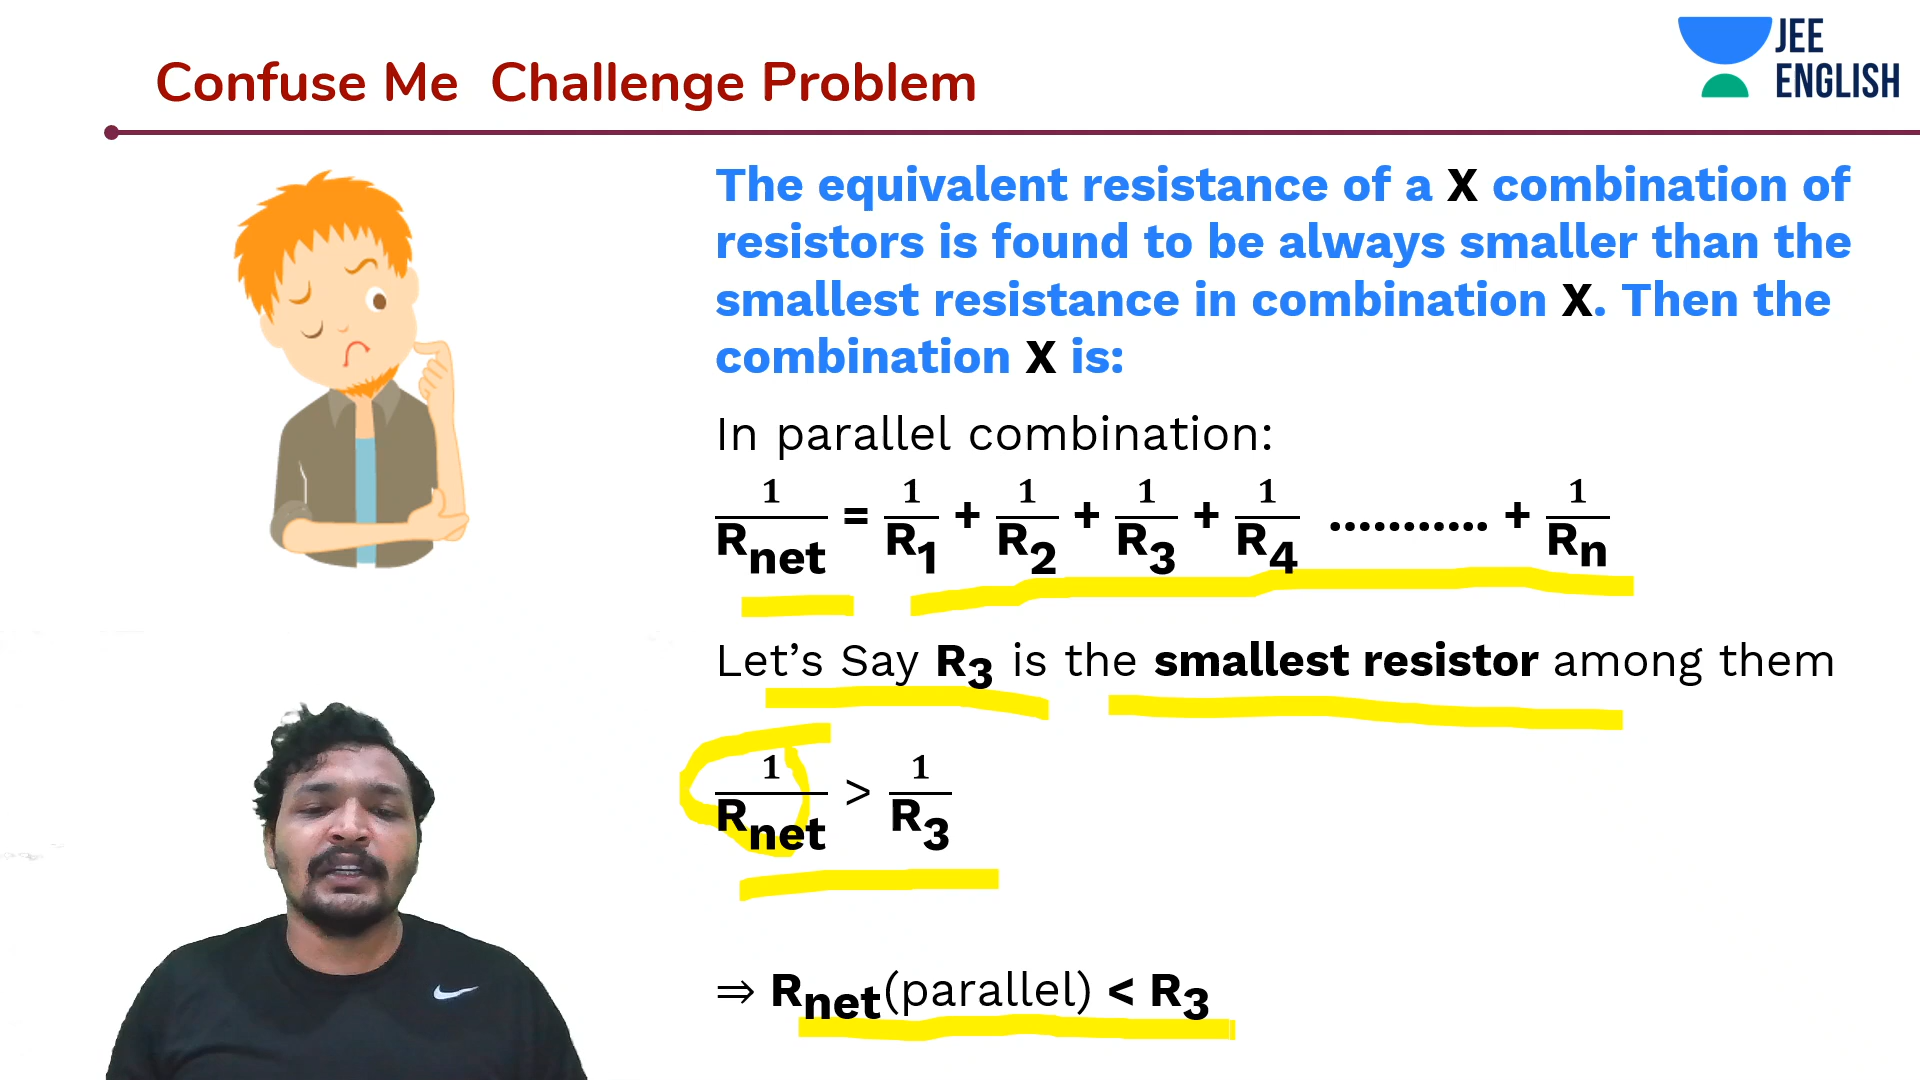 JEE
ENGLISH
Confuse Me Challenge Problem
The equivalent resistance of a X combination of
resistors is found to be always smaller than the
smallest resistance in combination X. Then the
combination X is:
In parallel combination:
1/Rnet = 1/R1 + 1/R2 + 1/R3 + 1/R4 ........... + 1/Rn
Let’s Say R3 is the smallest resistor among them
1/Rnet > 1/R3
⇒ Rnet(parallel) < R3